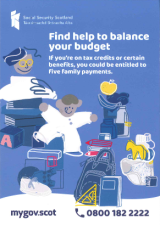 Social Security Scotland
Find help to balance
your budget
If you're on tax credits or certain
benefits, you could be entitled to
five family payments.
mygov.scot
0800 182 2222